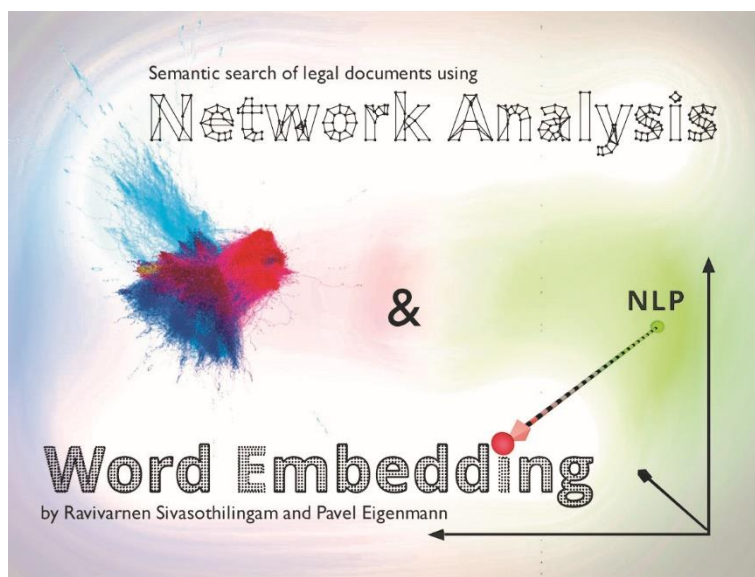 Semantic search of legal documents using
Network Analysis
&
NLP
Word Embedding
by Ravivarnen Sivasothilingam and Pavel Eigenmann